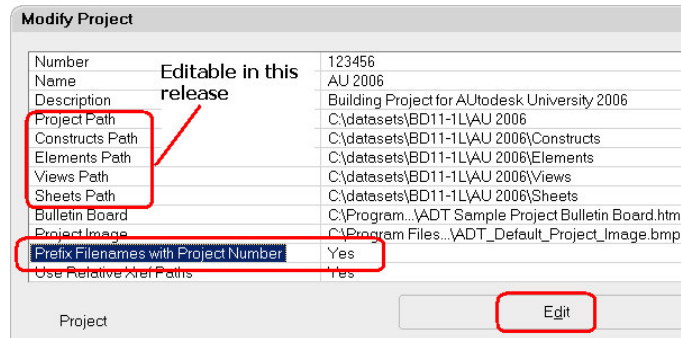 Modify Project
Number 123456
Name AU 2006
Editable in this
release
Description Building Project for AUtodesk University 2006
Project Path C:\datasets\BD11-1L\AU 2006
Constructs Path C:\datasets\BD11-1L\AU 2006\Constructs
Elements Path C:\datasets\BD11-1L\AU 2006\Elements
Views Path C:\datasets\BD11-1L\AU 2006\Views
Sheets Path C:\datasets\BD11-1L\AU 2006\Sheets
Bulletin Board C:\Program...\ADT Sample Project Bulletin Board.htm
Project Image C:\Program Files...\ADT_Default_Project_Image.bmp
Prefix Filenames with Project Number Yes
Use Relative Xref Paths Yes
Project
Edit